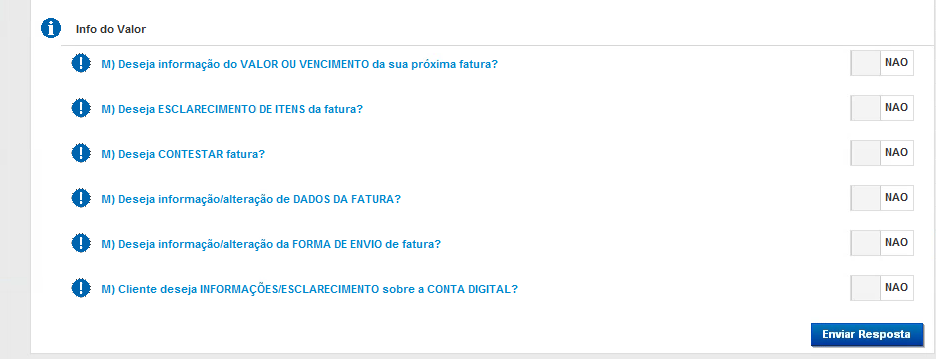 Info do Valor
M) Deseja informação do VALOR OU VENCIMENTO da sua próxima fatura? NAO
M) Deseja ESCLARECIMENTO DE ITENS da fatura? NAO
M) Deseja CONTESTAR fatura? NAO
M) Deseja informação/alteração de DADOS DA FATURA? NAO
M) Deseja informação/alteração da FORMA DE ENVIO de fatura? NAO
M) Cliente deseja INFORMAÇÕES/ESCLARECIMENTO sobre a CONTA DIGITAL? NAO
Enviar Resposta